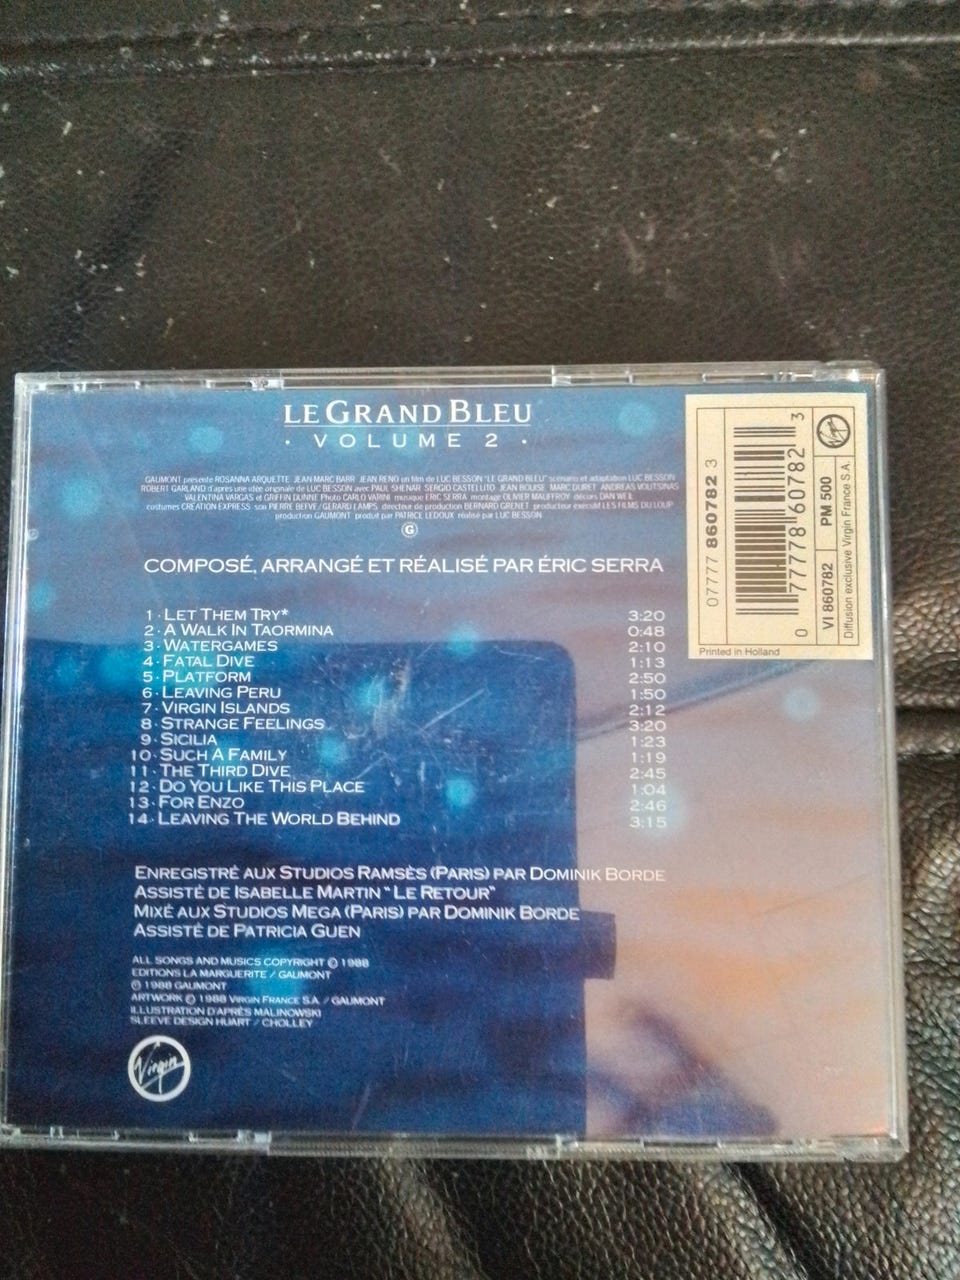 LE GRAND BLEU
· VOLUME 2 ·
GAUMONT présente ROSANNA ARQUETTE JEAN-MARC BARR JEAN RENO un film de LUC BESSON "LE GRAND BLEU" scénario et adaptation LUC BESSON
ROBERT GARLAND d'après une idée originale de LUC BESSON avec PAUL SHENAR SERGIO CASTELLITO JEAN BOUISE MARC DURET ANDREAS VOUTSINAS
VALENTINA VARGAS et GRIFFIN DUNNE Photo CARLO VARINI musique ERIC SERRA montage OLIVIER MAUFFROY décors DAN WEIL
costumes CREATION EXPRESS son PIERRE BEFVE / GERARD LAMPS directeur de production BERNARD GRENET producteur exécutif LES FILMS DU LOUP
production GAUMONT produit par PATRICE LEDOUX réalisé par LUC BESSON
G
COMPOSÉ, ARRANGÉ ET RÉALISÉ PAR ÉRIC SERRA
1 · LET THEM TRY* 3:20
2 · A WALK IN TAORMINA 0:48
3 · WATERGAMES 2:10
4 · FATAL DIVE 1:13
5 · PLATFORM 2:50
6 · LEAVING PERU 1:50
7 · VIRGIN ISLANDS 2:12
8 · STRANGE FEELINGS 3:20
9 · SICILIA 1:23
10 · SUCH A FAMILY 1:19
11 · THE THIRD DIVE 2:45
12 · DO YOU LIKE THIS PLACE 1:04
13 · FOR ENZO 2:46
14 · LEAVING THE WORLD BEHIND 3:15
ENREGISTRÉ AUX STUDIOS RAMSÈS (PARIS) PAR DOMINIK BORDE
ASSISTÉ DE ISABELLE MARTIN "LE RETOUR"
MIXÉ AUX STUDIOS MEGA (PARIS) PAR DOMINIK BORDE
ASSISTÉ DE PATRICIA GUEN
ALL SONGS AND MUSICS COPYRIGHT © 1988
EDITIONS LA MARGUERITE / GAUMONT
℗ 1988 GAUMONT
ARTWORK © 1988 VIRGIN FRANCE S.A. / GAUMONT
ILLUSTRATION D'APRÈS MALINOWSKI
SLEEVE DESIGN HUART / CHOLLEY
Virgin
07777 860782 3
0 77778 60782 3
VI 860782 PM 500
Diffusion exclusive Virgin France S.A.
Virgin
Printed in Holland